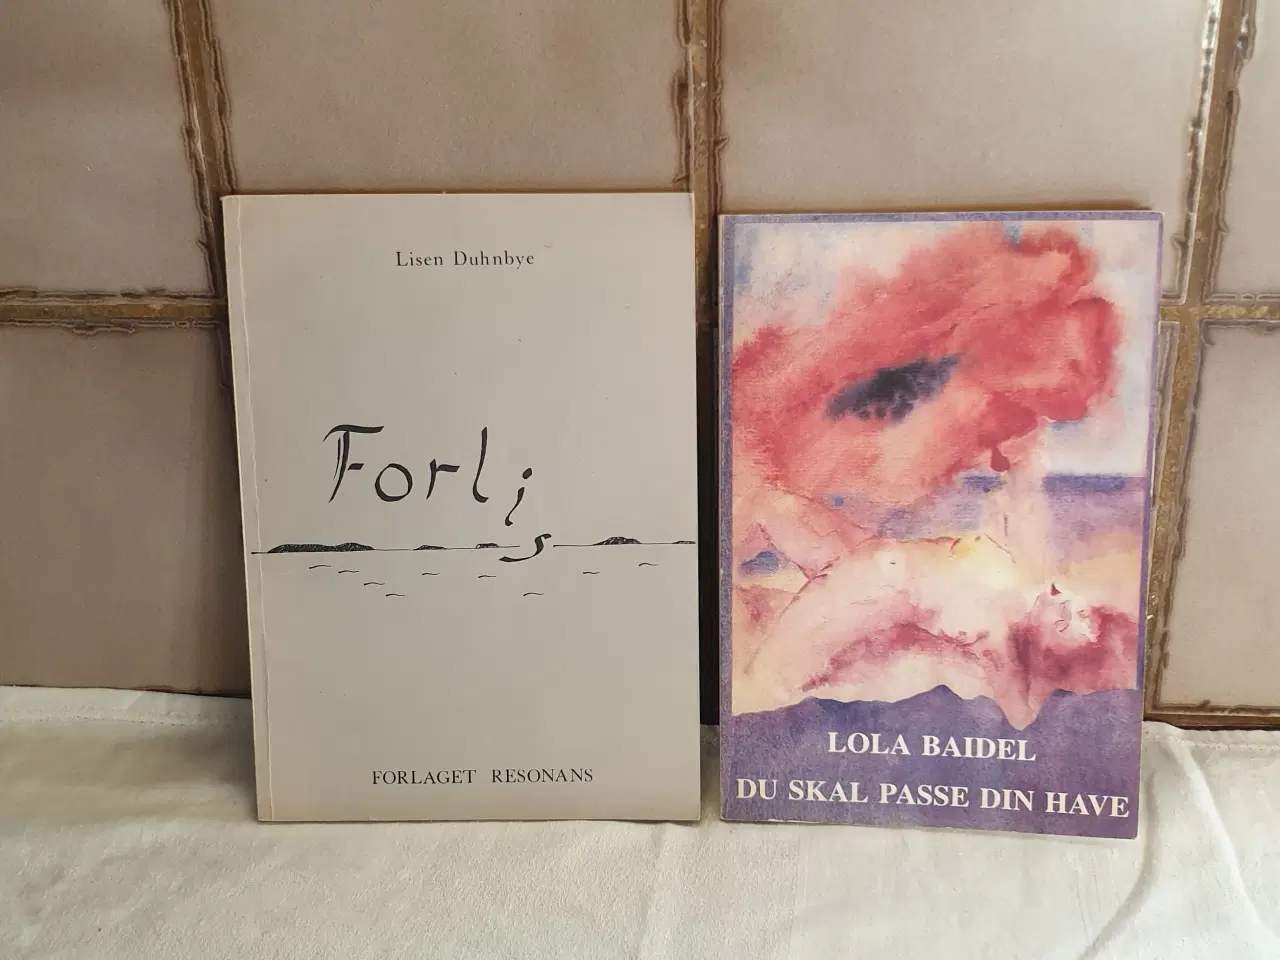 Lisen Duhnbye
Forlis
FORLAGET RESONANS
LOLA BAIDEL
DU SKAL PASSE DIN HAVE